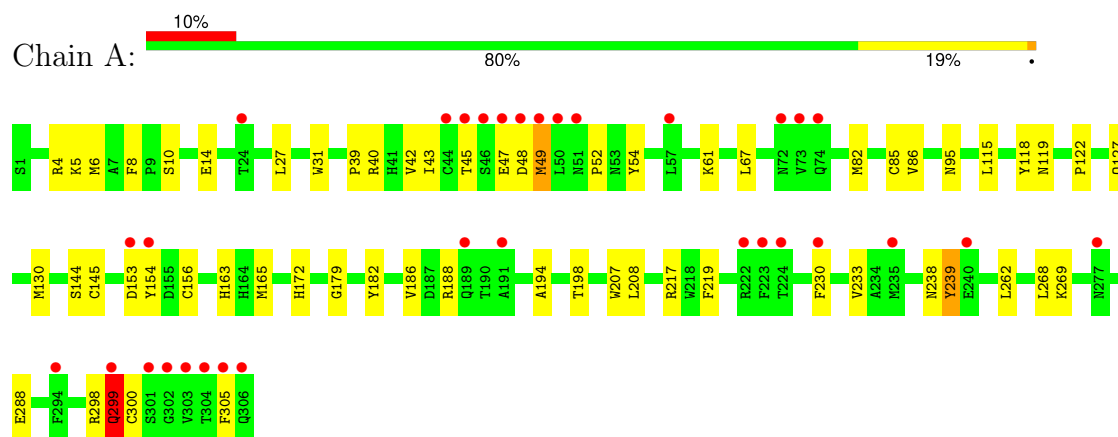 10%
Chain A:
80% 19% •
S1 R4 K5 M6 A7 F8 P9 S10 E14 T24 L27 W31 P39 R40 H41 V42 I43 C44 T45 S46 E47 D48 M49 L50 N51 P52 N53 Y54 L57 K61 L67 N72 V73 Q74 M82 C85 V86 N95 L115 Y118 N119 P122
M130 S144 C145 D153 Y154 D155 C156 H163 H164 M165 H172 G179 Y182 V186 D187 R188 Q189 T190 A191 A194 T198 W207 L208 R217 W218 F219 R222 F223 T224 F230 V233 A234 M235 N238 Y239 E240 L262 L268 K269 N277
E288 F294 R298 Q299 C300 S301 G302 V303 T304 F305 Q306